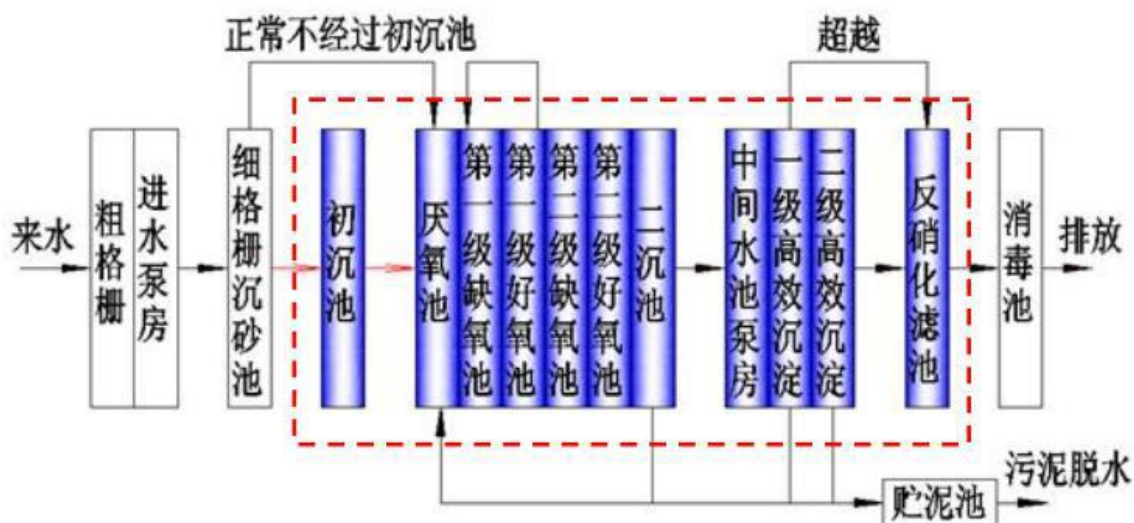 正常不经过初沉池
超越
来水
粗格栅
进水泵房
细格栅沉砂池
初沉池
厌氧池
第一级缺氧池
第一级好氧池
第二级缺氧池
第二级好氧池
二沉池
中间水池泵房
一级高效沉淀
二级高效沉淀
反硝化滤池
消毒池
排放
贮泥池
污泥脱水